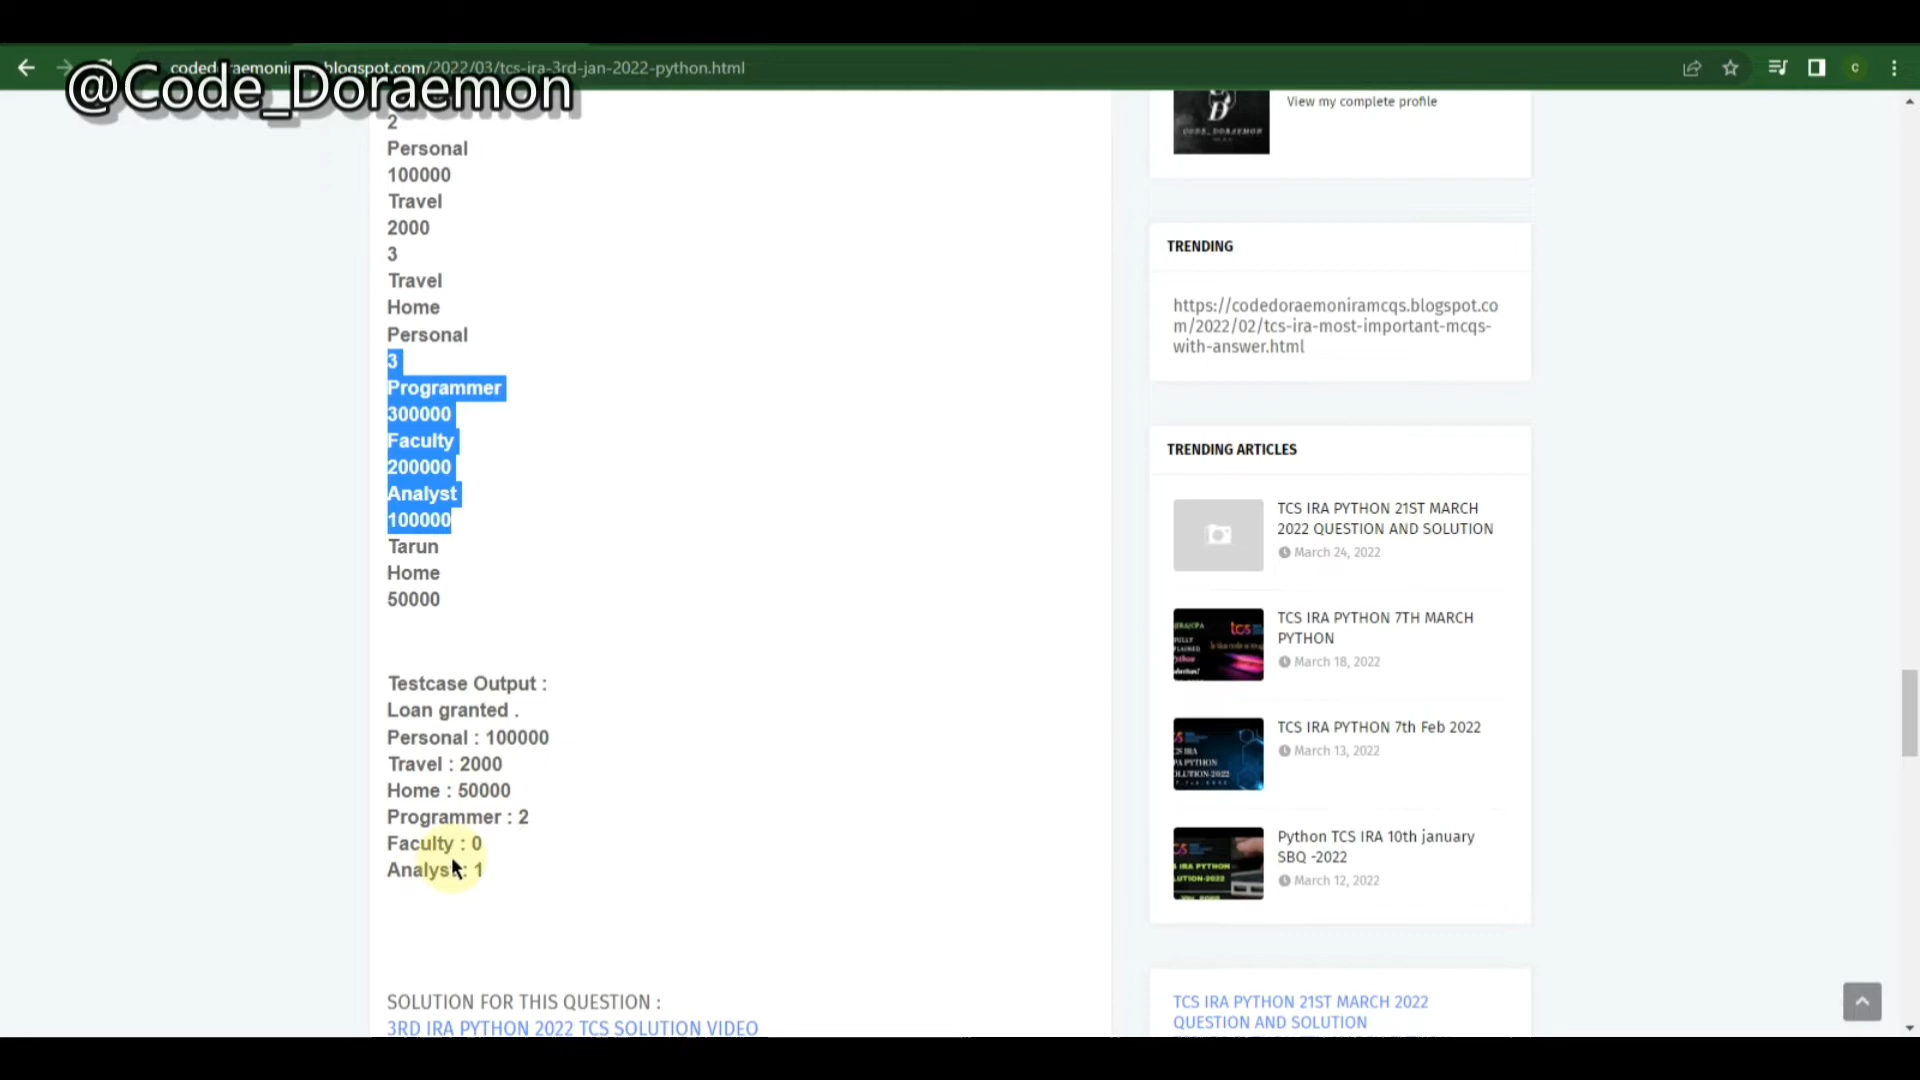 coded raemoni blogspot.com/2022/03/tcs-ira-3rd-jan-2022-python.html
@Code_Doraemon
2
Personal
100000
Travel
2000
3
Travel
Home
Personal
3
Programmer
300000
Faculty
200000
Analyst
100000
Tarun
Home
50000
Testcase Output :
Loan granted .
Personal : 100000
Travel : 2000
Home : 50000
Programmer : 2
Faculty : 0
Analyst : 1
SOLUTION FOR THIS QUESTION :
3RD IRA PYTHON 2022 TCS SOLUTION VIDEO
View my complete profile
CODE_DORAEMON
TRENDING
https://codedoraemoniramcqs.blogspot.co
m/2022/02/tcs-ira-most-important-mcqs-
with-answer.html
TRENDING ARTICLES
TCS IRA PYTHON 21ST MARCH
2022 QUESTION AND SOLUTION
March 24, 2022
TCS IRA PYTHON 7TH MARCH
PYTHON
March 18, 2022
TCS IRA PYTHON 7th Feb 2022
March 13, 2022
Python TCS IRA 10th january
SBQ -2022
March 12, 2022
TCS IRA PYTHON 21ST MARCH 2022
QUESTION AND SOLUTION